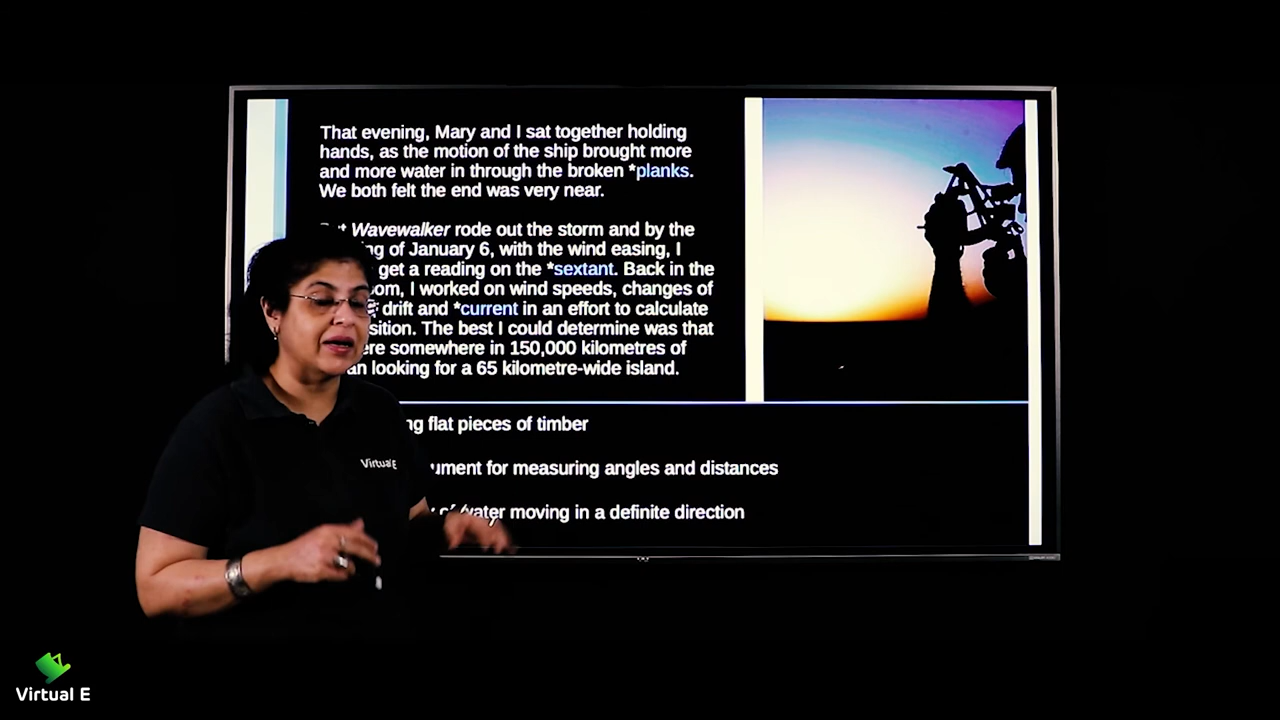 That evening, Mary and I sat together holding
hands, as the motion of the ship brought more
and more water in through the broken *planks.
We both felt the end was very near.
Wavewalker rode out the storm and by the
of January 6, with the wind easing, I
get a reading on the *sextant. Back in the
I worked on wind speeds, changes of
drift and *current in an effort to calculate
The best I could determine was that
somewhere in 150,000 kilometres of
looking for a 65 kilometre-wide island.
flat pieces of timber
for measuring angles and distances
water moving in a definite direction
Virtual E
Virtual E